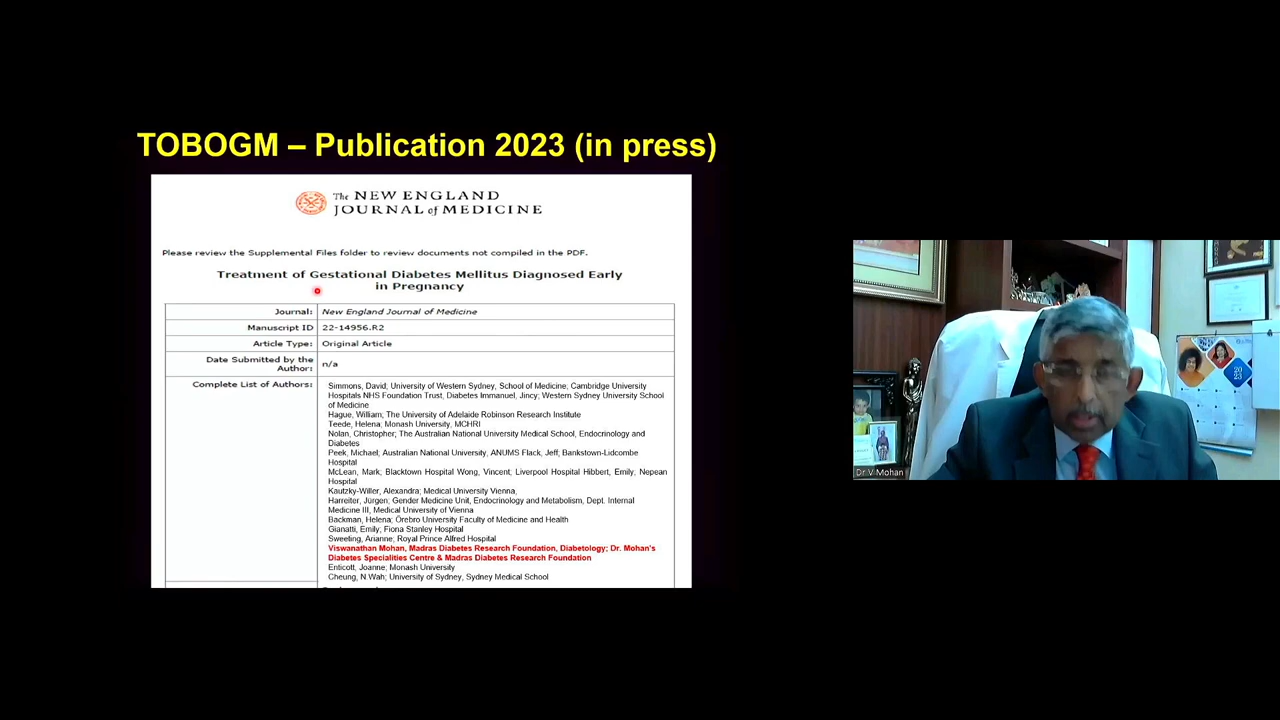 TOBOGM – Publication 2023 (in press)
The NEW ENGLAND
JOURNAL of MEDICINE
Please review the Supplemental Files folder to review documents not compiled in the PDF.
Treatment of Gestational Diabetes Mellitus Diagnosed Early
in Pregnancy
Journal: New England Journal of Medicine
Manuscript ID 22-14956.R2
Article Type: Original Article
Date Submitted by the
Author: n/a
Complete List of Authors: Simmons, David; University of Western Sydney, School of Medicine; Cambridge University
Hospitals NHS Foundation Trust, Diabetes Immanuel, Jincy; Western Sydney University School
of Medicine
Hague, William; The University of Adelaide Robinson Research Institute
Teede, Helena; Monash University, MCHRI
Nolan, Christopher; The Australian National University Medical School, Endocrinology and
Diabetes
Peek, Michael; Australian National University, ANUMS Flack, Jeff; Bankstown-Lidcombe
Hospital
McLean, Mark; Blacktown Hospital Wong, Vincent; Liverpool Hospital Hibbert, Emily; Nepean
Hospital
Kautzky-Willer, Alexandra; Medical University Vienna,
Harreiter, Jürgen; Gender Medicine Unit, Endocrinology and Metabolism, Dept. Internal
Medicine III, Medical University of Vienna
Backman, Helena; Örebro University Faculty of Medicine and Health
Gianatti, Emily; Fiona Stanley Hospital
Sweeting, Arianne; Royal Prince Alfred Hospital
Viswanathan Mohan, Madras Diabetes Research Foundation, Diabetology; Dr. Mohan's
Diabetes Specialities Centre & Madras Diabetes Research Foundation
Enticott, Joanne; Monash University
Cheung, N Wah; University of Sydney, Sydney Medical School
20
23
Dr V Mohan